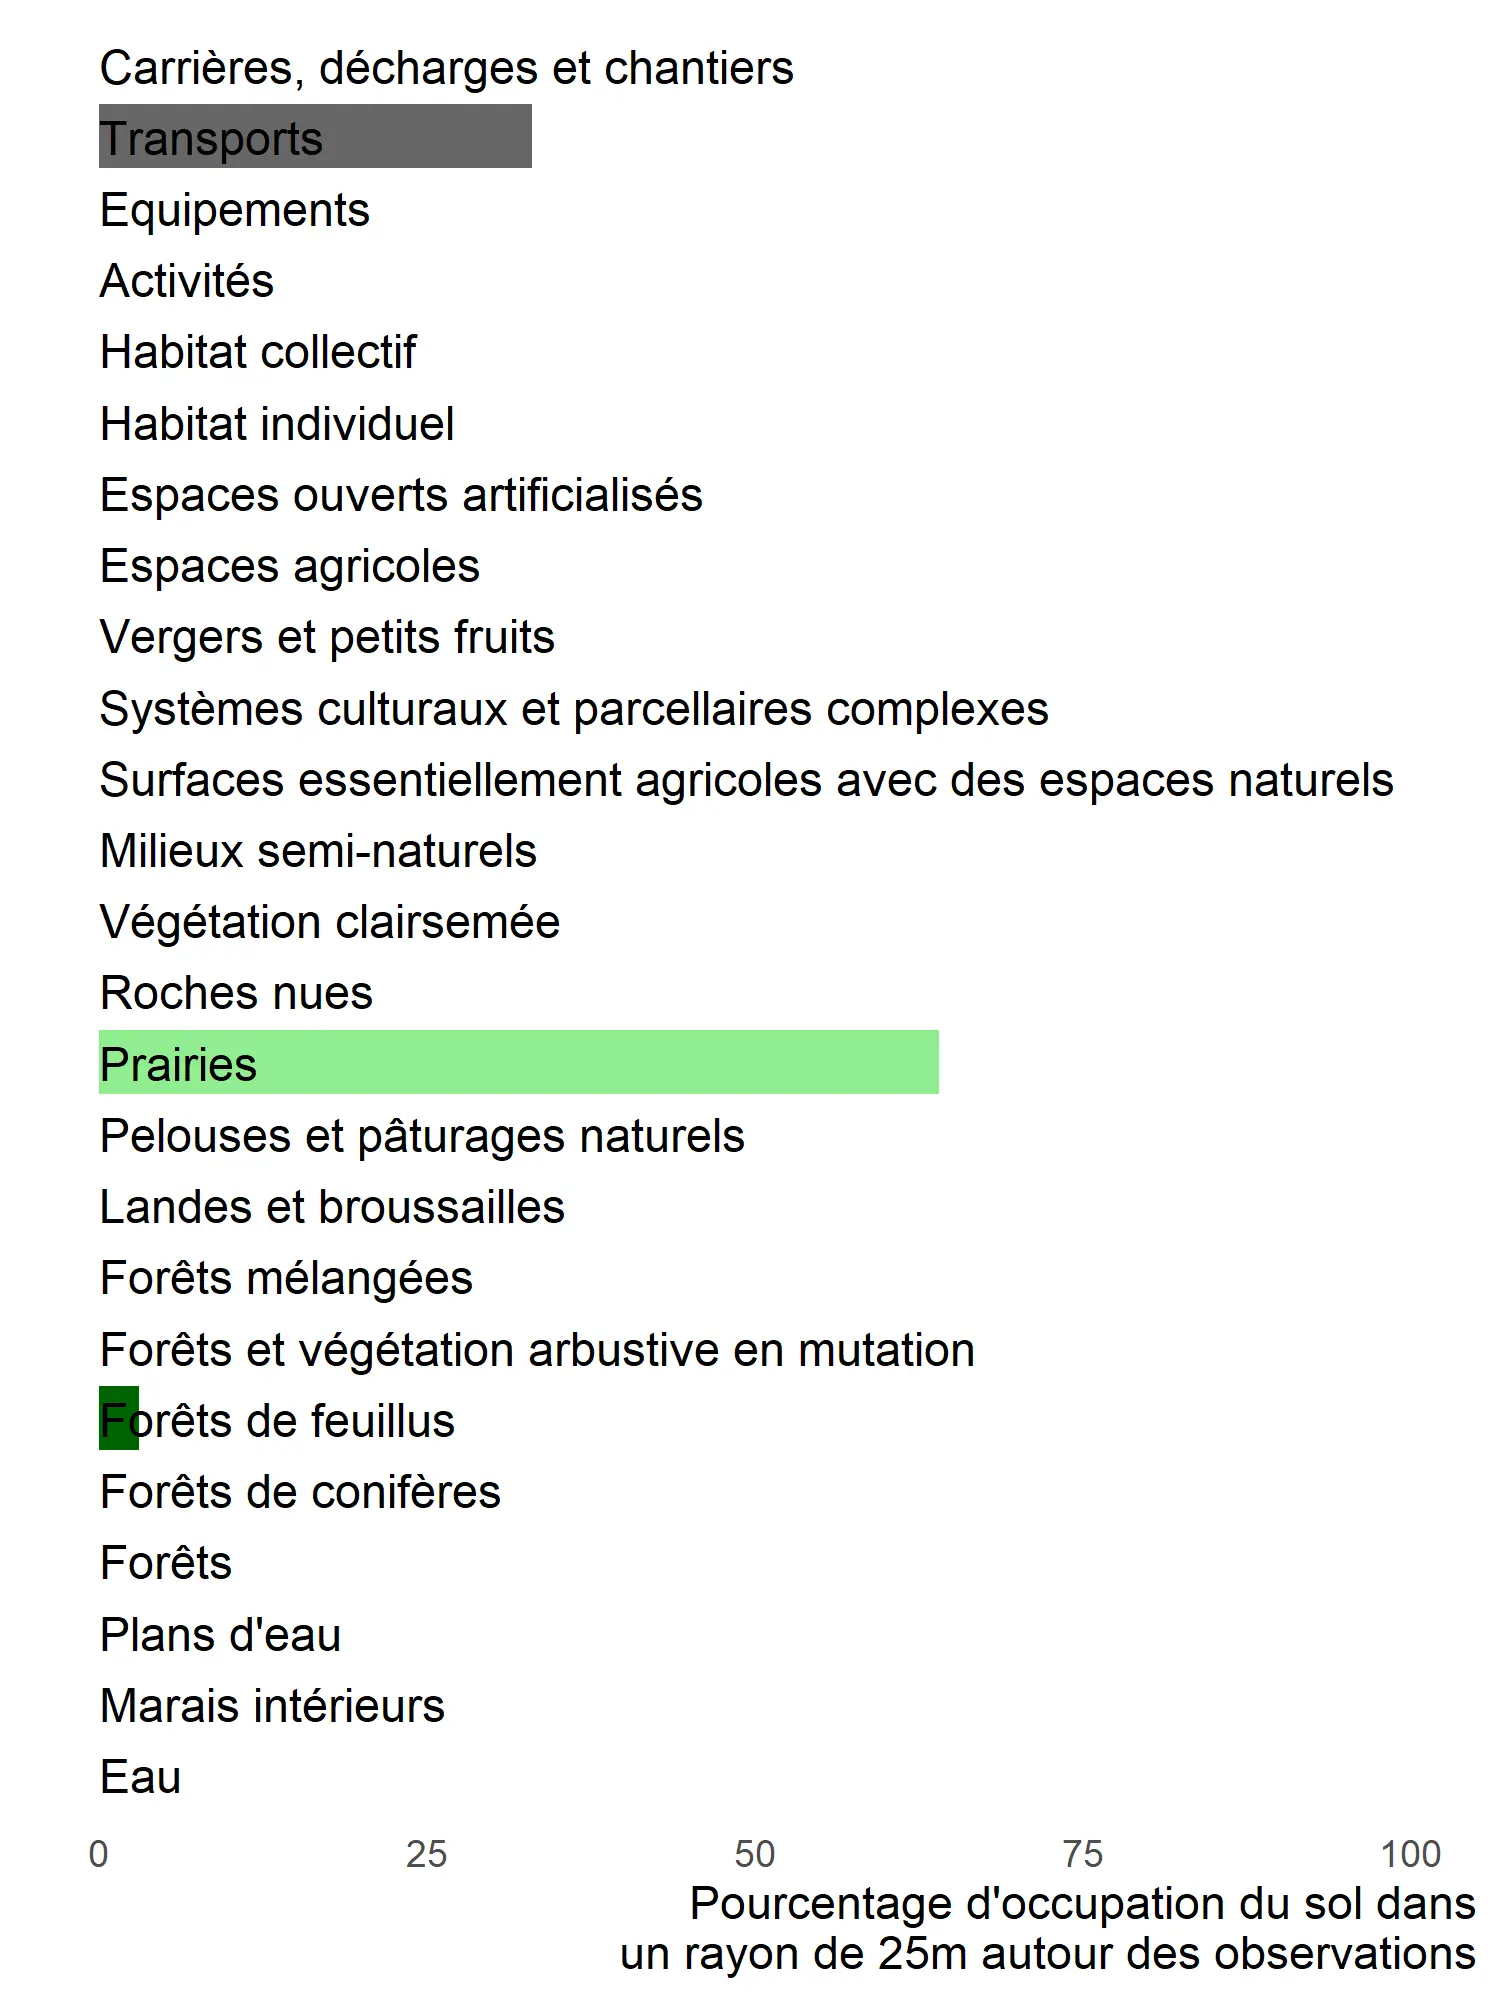 Carrières, décharges et chantiers
Transports
Equipements
Activités
Habitat collectif
Habitat individuel
Espaces ouverts artificialisés
Espaces agricoles
Vergers et petits fruits
Systèmes culturaux et parcellaires complexes
Surfaces essentiellement agricoles avec des espaces naturels
Milieux semi-naturels
Végétation clairsemée
Roches nues
Prairies
Pelouses et pâturages naturels
Landes et broussailles
Forêts mélangées
Forêts et végétation arbustive en mutation
Forêts de feuillus
Forêts de conifères
Forêts
Plans d'eau
Marais intérieurs
Eau
0 25 50 75 100
Pourcentage d'occupation du sol dans
un rayon de 25m autour des observations